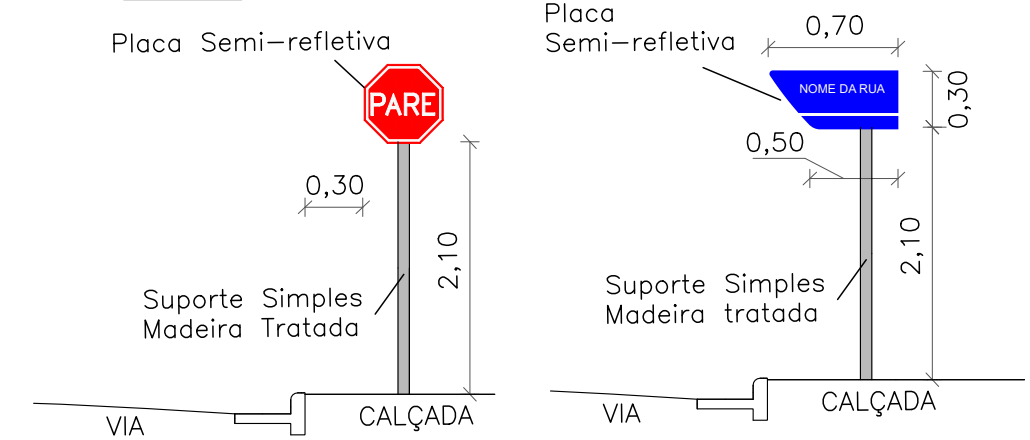 Placa Semi-refletiva
PARE
0,30
2,10
Suporte Simples
Madeira Tratada
VIA
CALÇADA
Placa
Semi-refletiva
0,70
NOME DA RUA
0,30
0,50
2,10
Suporte Simples
Madeira tratada
VIA
CALÇADA